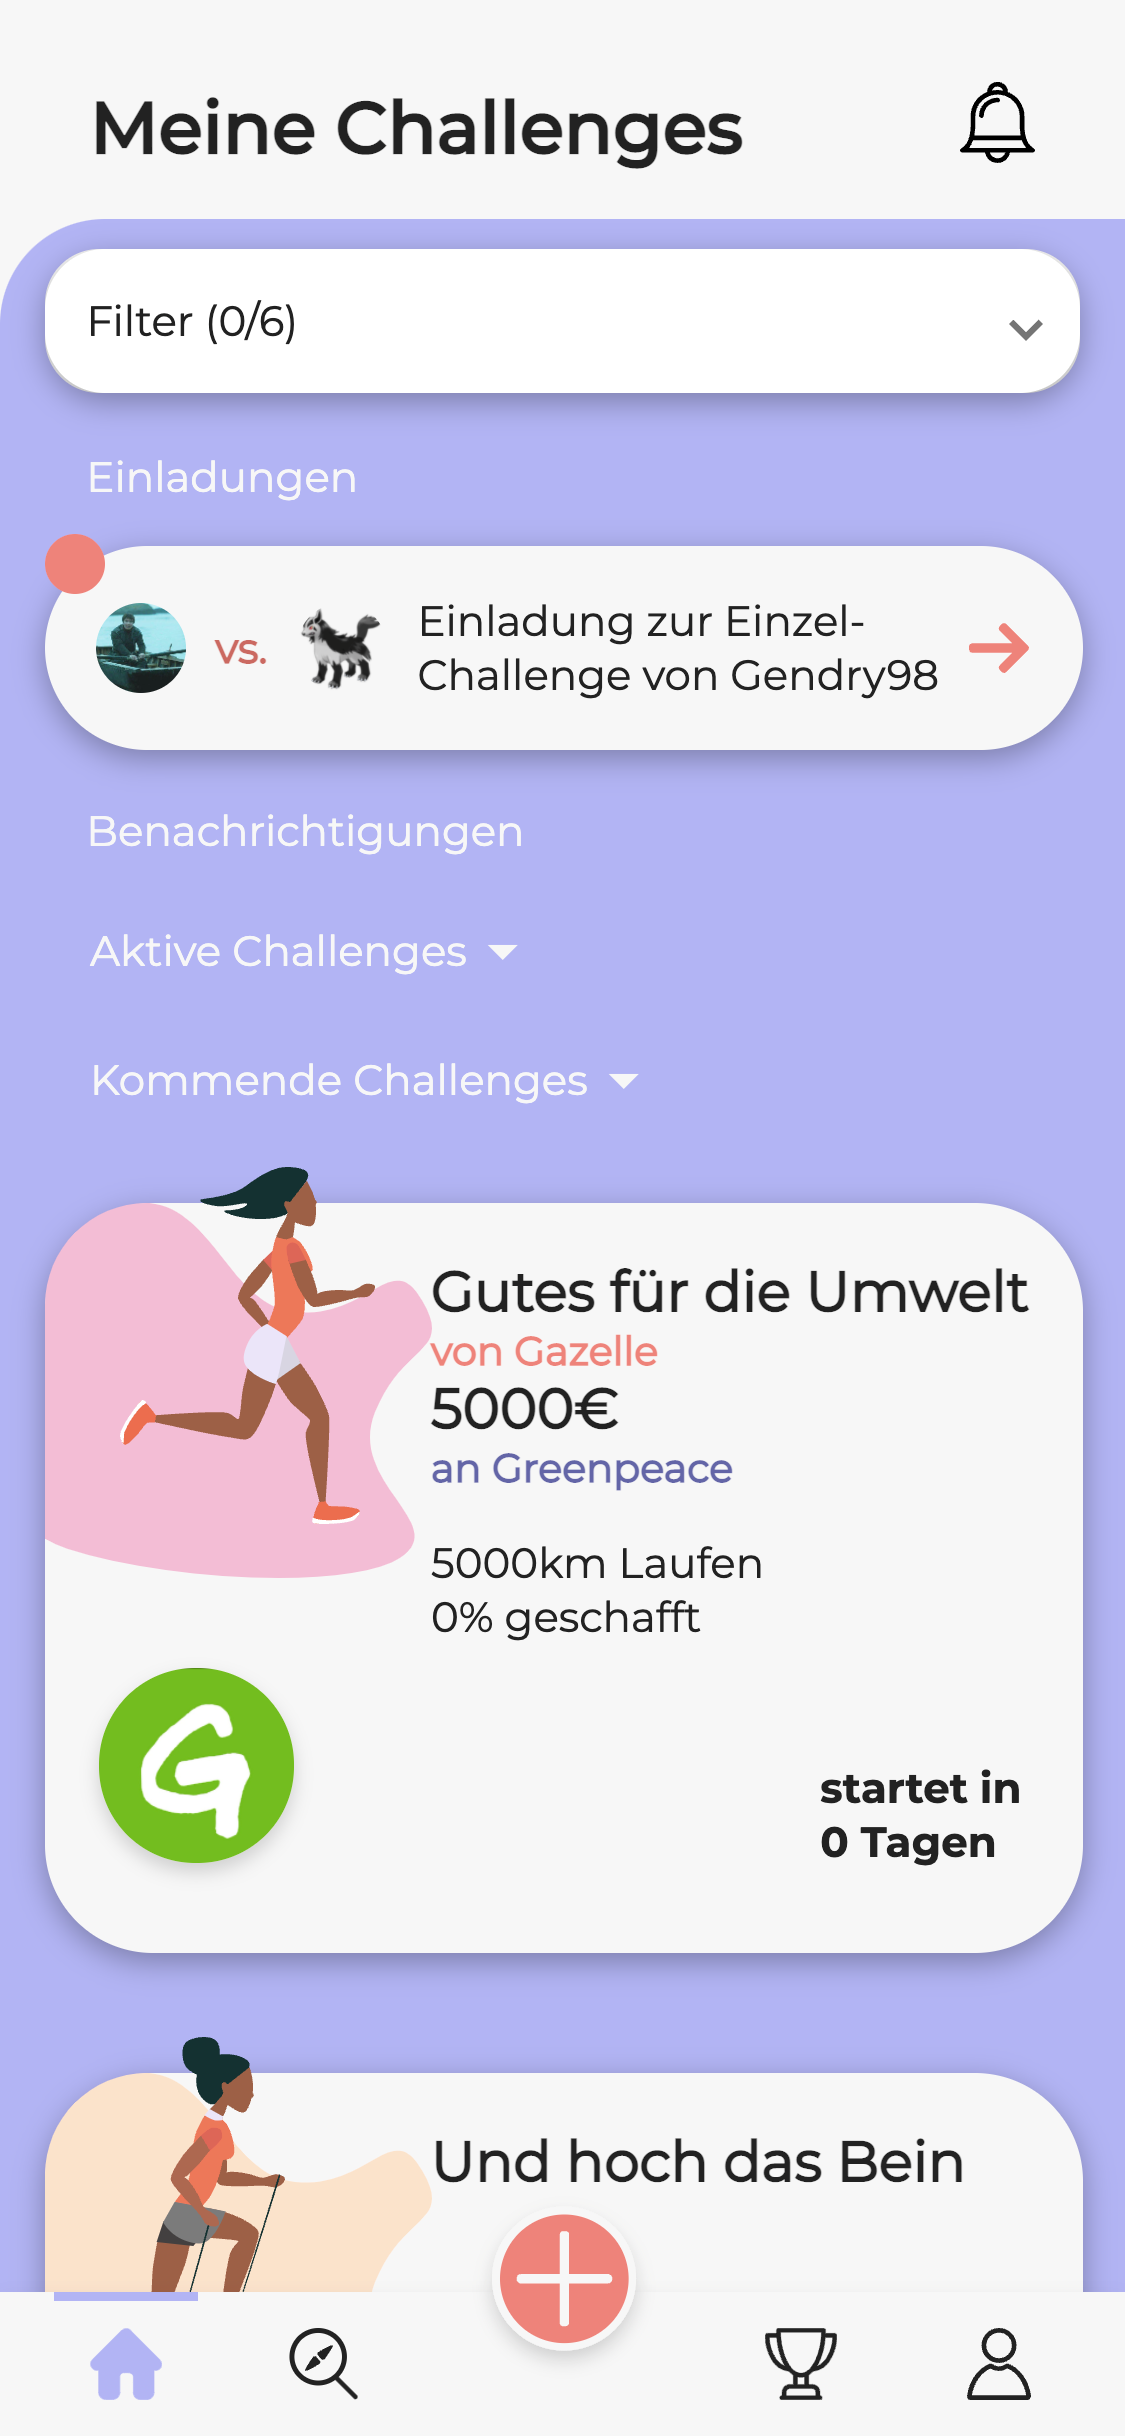 Meine Challenges
Filter (0/6)
Einladungen
vs.
Einladung zur Einzel-
Challenge von Gendry98
Benachrichtigungen
Aktive Challenges
Kommende Challenges
Gutes für die Umwelt
von Gazelle
5000€
an Greenpeace
5000km Laufen
0% geschafft
G
startet in
0 Tagen
Und hoch das Bein